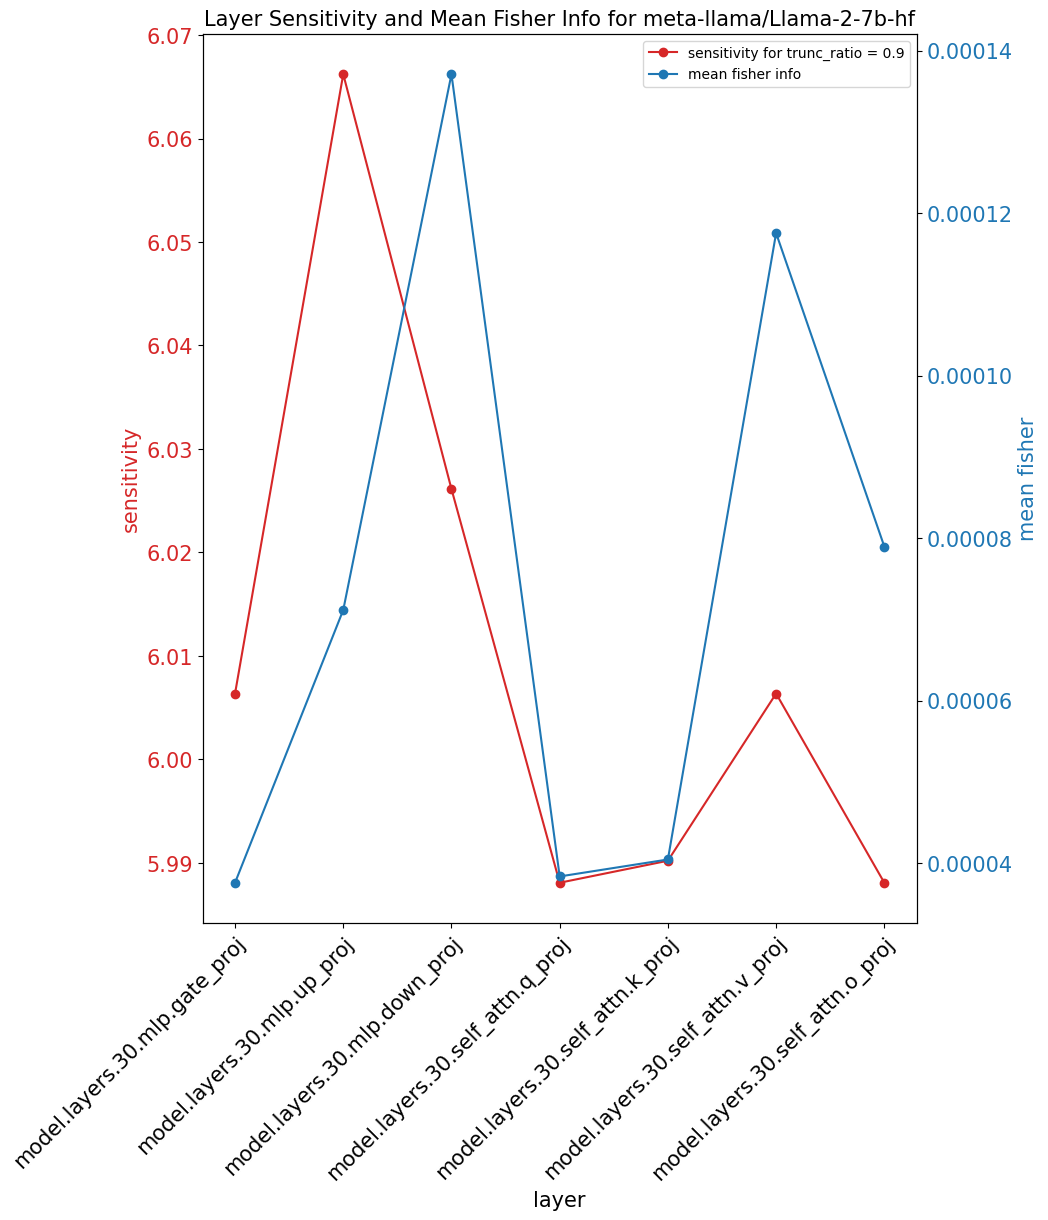 Layer Sensitivity and Mean Fisher Info for meta-llama/Llama-2-7b-hf
sensitivity for trunc_ratio = 0.9
mean fisher info
6.07
6.06
6.05
6.04
6.03
6.02
6.01
6.00
5.99
sensitivity
0.00014
0.00012
0.00010
0.00008
0.00006
0.00004
mean fisher
model.layers.30.mlp.gate_proj
model.layers.30.mlp.up_proj
model.layers.30.mlp.down_proj
model.layers.30.self_attn.q_proj
model.layers.30.self_attn.k_proj
model.layers.30.self_attn.v_proj
model.layers.30.self_attn.o_proj
layer